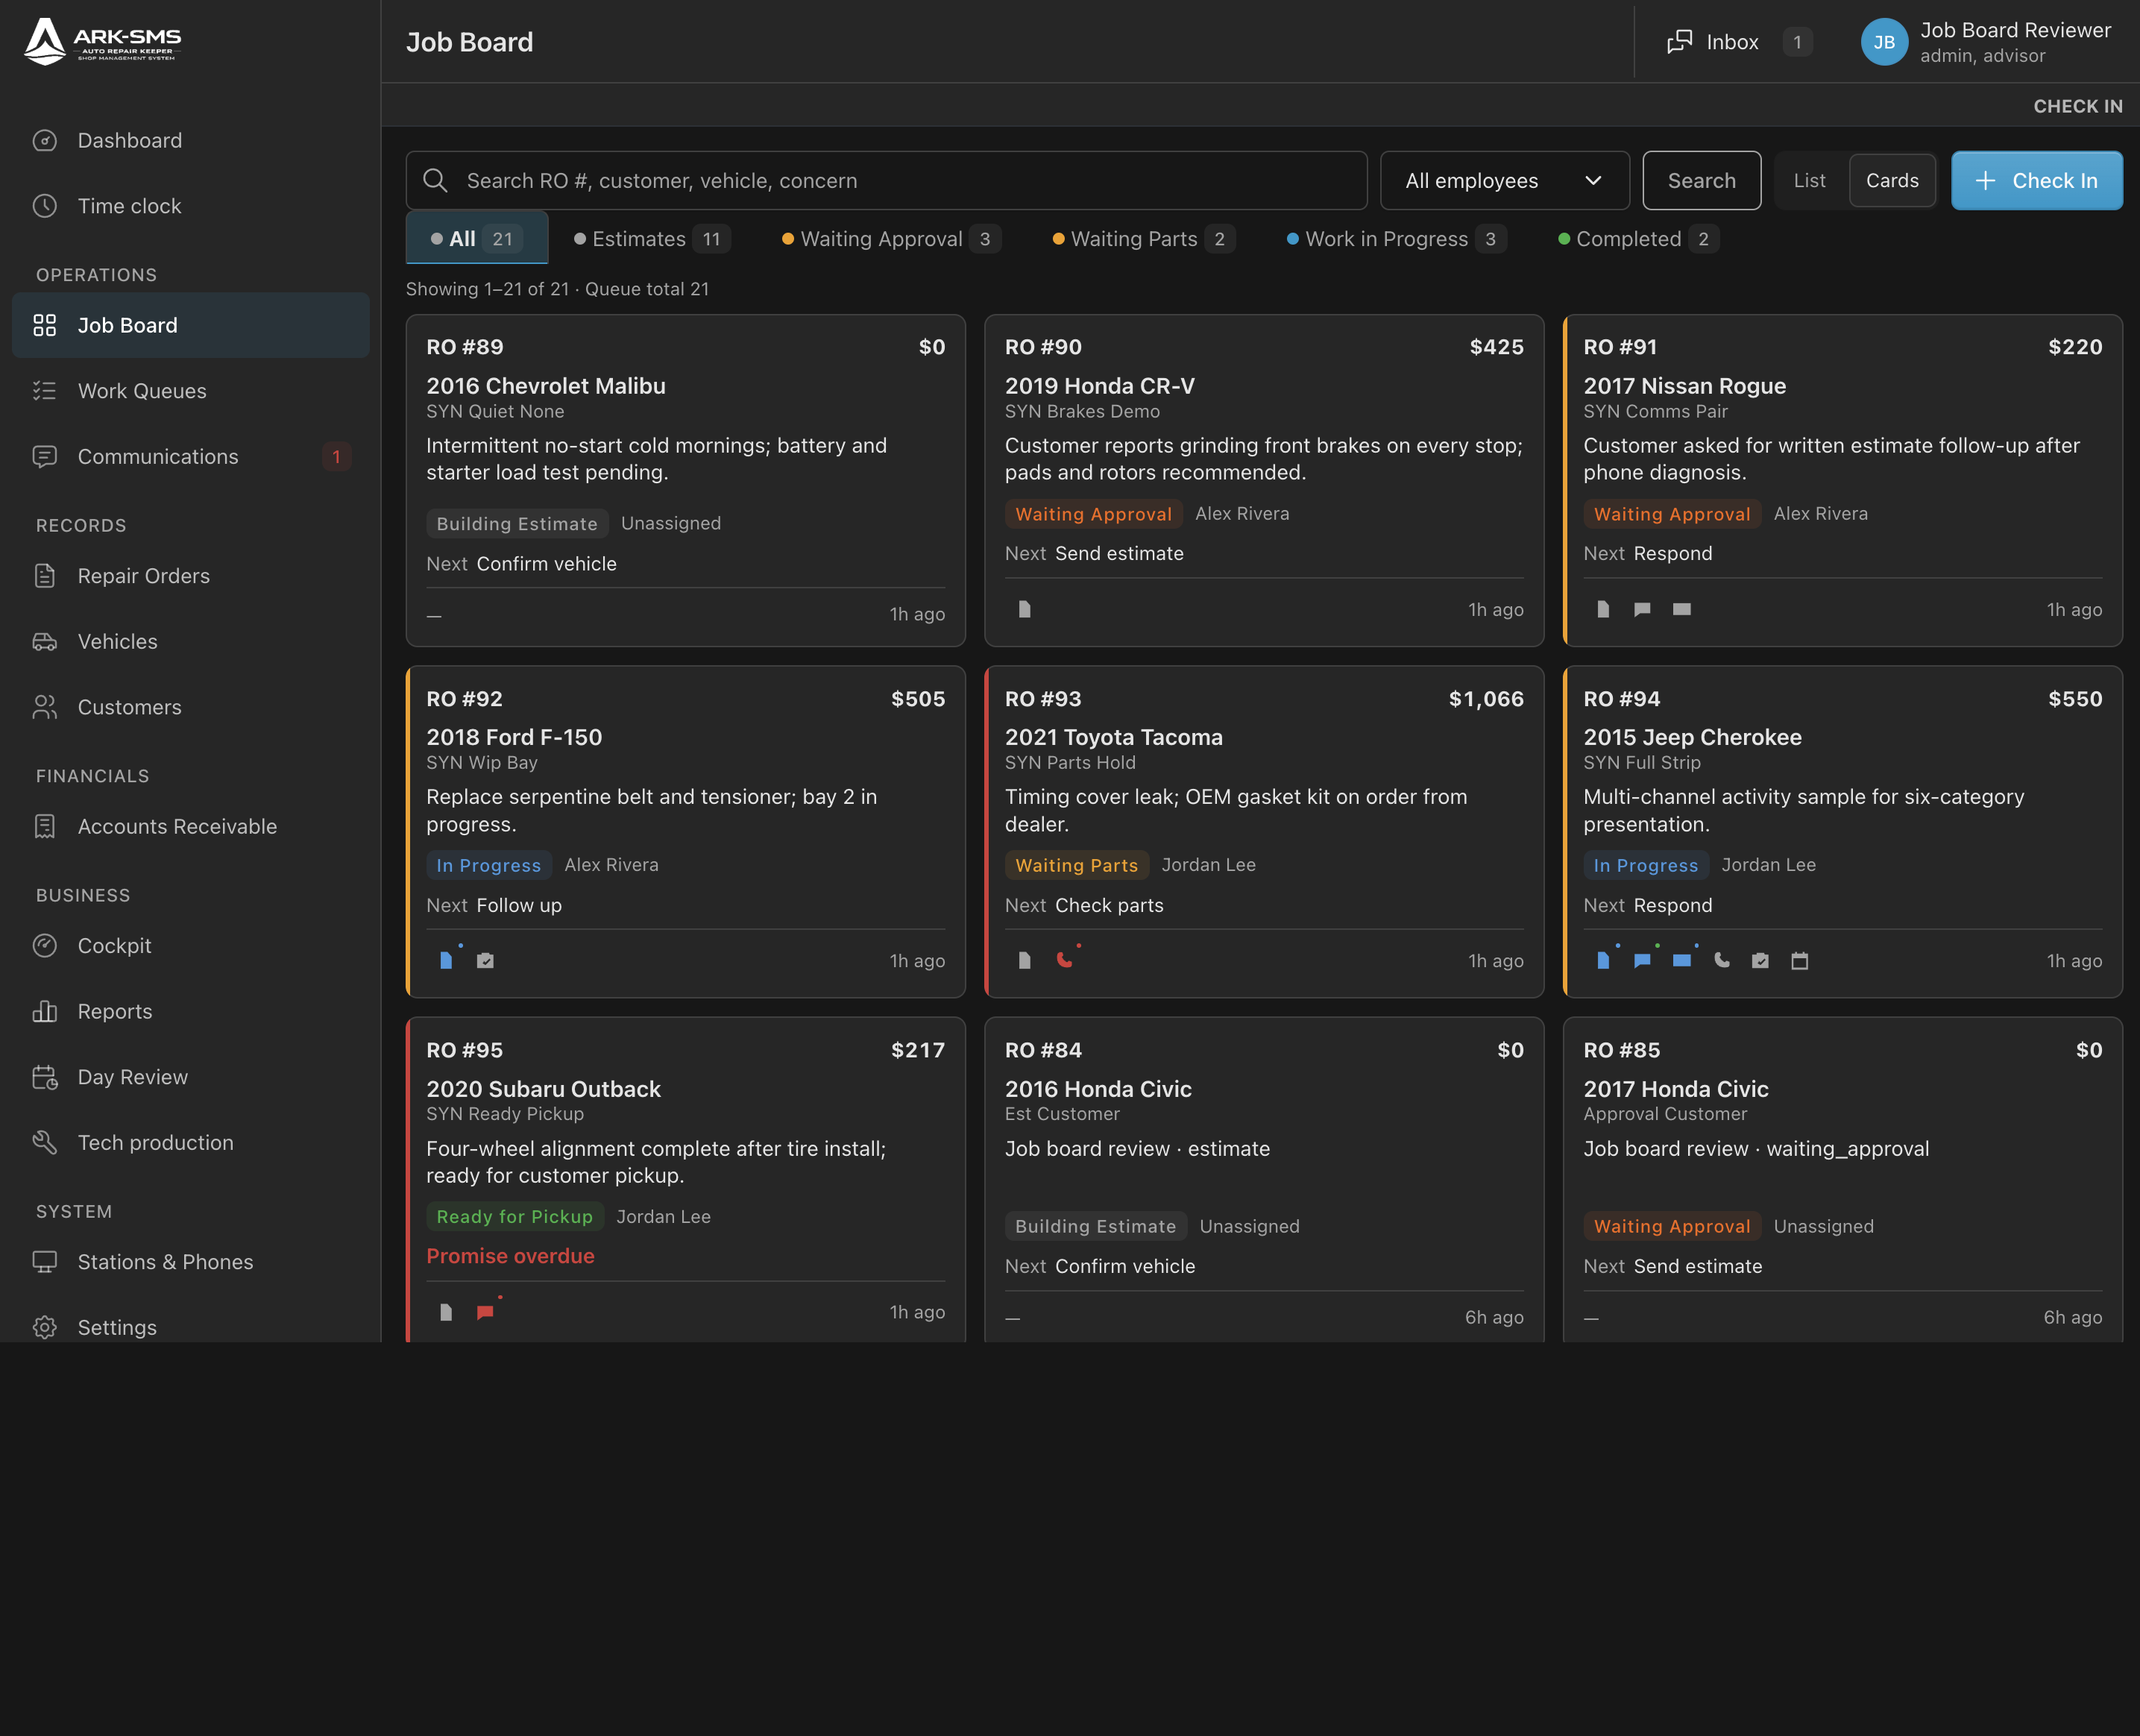 ARK-SMS
AUTO REPAIR KEEPER
SHOP MANAGEMENT SYSTEM
Dashboard
Time clock
OPERATIONS
Job Board
Work Queues
Communications 1
RECORDS
Repair Orders
Vehicles
Customers
FINANCIALS
Accounts Receivable
BUSINESS
Cockpit
Reports
Day Review
Tech production
SYSTEM
Stations & Phones
Settings
Job Board
Inbox 1
JB
Job Board Reviewer
admin, advisor
CHECK IN
Search RO #, customer, vehicle, concern
All employees
Search
List
Cards
+ Check In
All 21
Estimates 11
Waiting Approval 3
Waiting Parts 2
Work in Progress 3
Completed 2
Showing 1–21 of 21 · Queue total 21
RO #89 $0
2016 Chevrolet Malibu
SYN Quiet None
Intermittent no-start cold mornings; battery and
starter load test pending.
Building Estimate Unassigned
Next Confirm vehicle
— 1h ago
RO #90 $425
2019 Honda CR-V
SYN Brakes Demo
Customer reports grinding front brakes on every stop;
pads and rotors recommended.
Waiting Approval Alex Rivera
Next Send estimate
1h ago
RO #91 $220
2017 Nissan Rogue
SYN Comms Pair
Customer asked for written estimate follow-up after
phone diagnosis.
Waiting Approval Alex Rivera
Next Respond
1h ago
RO #92 $505
2018 Ford F-150
SYN Wip Bay
Replace serpentine belt and tensioner; bay 2 in
progress.
In Progress Alex Rivera
Next Follow up
1h ago
RO #93 $1,066
2021 Toyota Tacoma
SYN Parts Hold
Timing cover leak; OEM gasket kit on order from
dealer.
Waiting Parts Jordan Lee
Next Check parts
1h ago
RO #94 $550
2015 Jeep Cherokee
SYN Full Strip
Multi-channel activity sample for six-category
presentation.
In Progress Jordan Lee
Next Respond
1h ago
RO #95 $217
2020 Subaru Outback
SYN Ready Pickup
Four-wheel alignment complete after tire install;
ready for customer pickup.
Ready for Pickup Jordan Lee
Promise overdue
1h ago
RO #84 $0
2016 Honda Civic
Est Customer
Job board review · estimate
Building Estimate Unassigned
Next Confirm vehicle
— 6h ago
RO #85 $0
2017 Honda Civic
Approval Customer
Job board review · waiting_approval
Waiting Approval Unassigned
Next Send estimate
— 6h ago